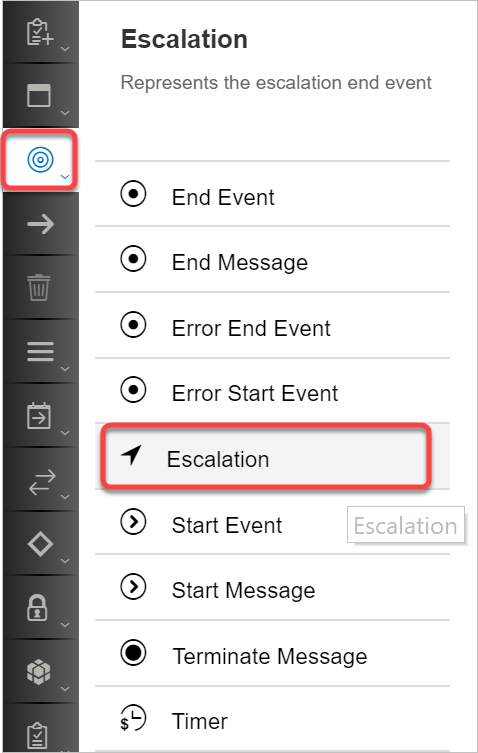 Escalation
Represents the escalation end event
End Event
End Message
Error End Event
Error Start Event
Escalation
Start Event
Escalation
Start Message
Terminate Message
$
Timer